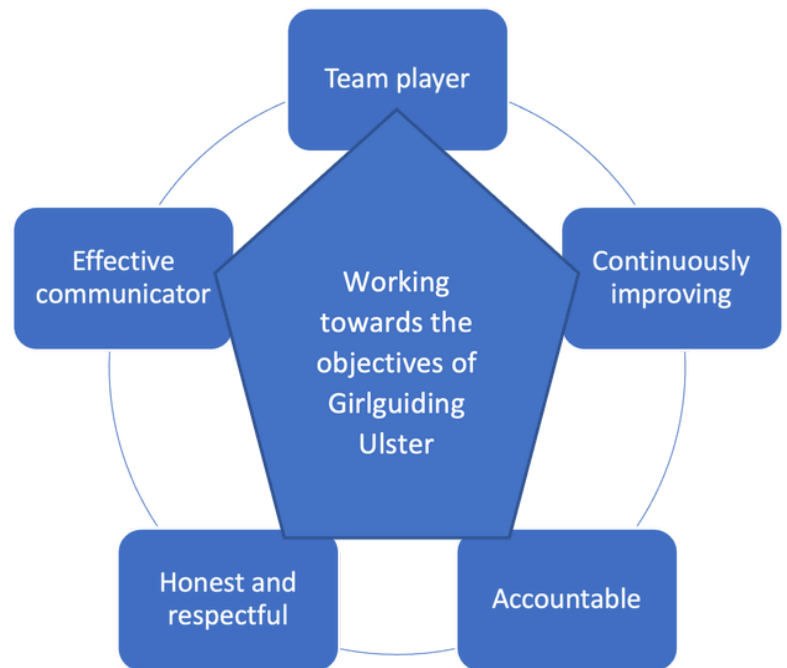 Team player
Effective
communicator
Continuously
improving
Working
towards the
objectives of
Girlguiding
Ulster
Honest and
respectful
Accountable